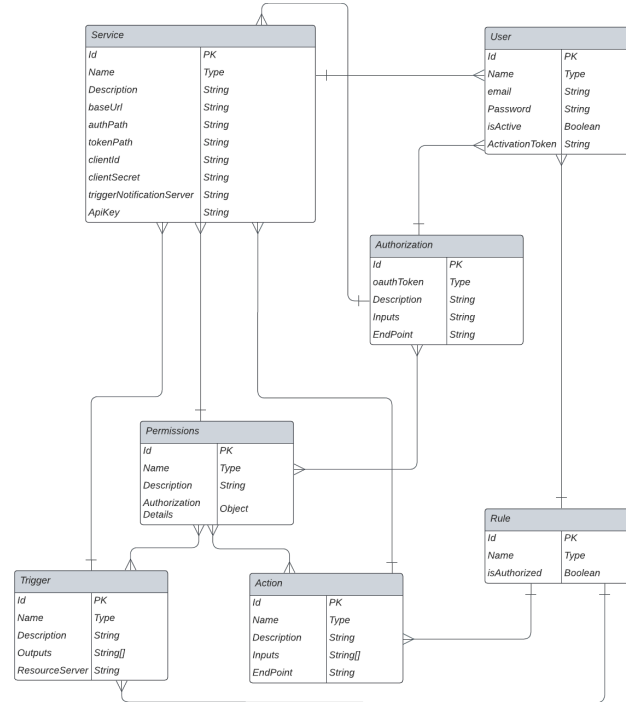 Service
Id PK
Name Type
Description String
baseUrl String
authPath String
tokenPath String
clientId String
clientSecret String
triggerNotificationServer String
ApiKey String
User
Id PK
Name Type
email String
Password String
isActive Boolean
ActivationToken String
Authorization
Id PK
oauthToken Type
Description String
Inputs String
EndPoint String
Permissions
Id PK
Name Type
Description String
Authorization
Details Object
Rule
Id PK
Name Type
isAuthorized Boolean
Trigger
Id PK
Name Type
Description String
Outputs String[]
ResourceServer String
Action
Id PK
Name Type
Description String
Inputs String[]
EndPoint String